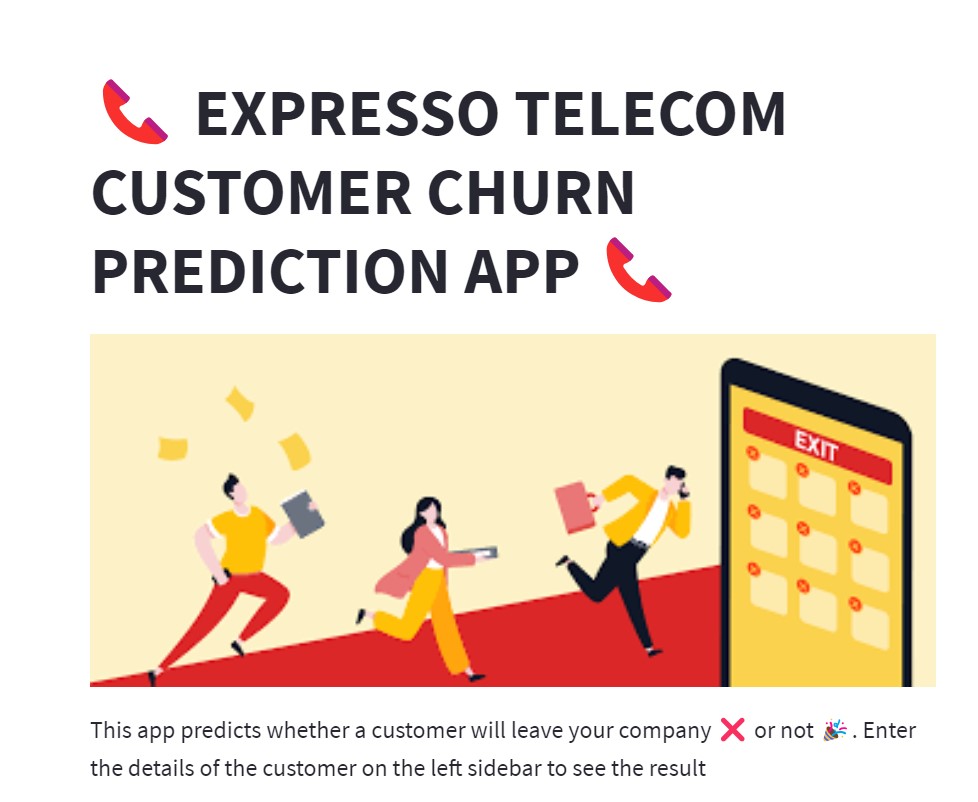 📞 EXPRESSO TELECOM
CUSTOMER CHURN
PREDICTION APP 📞
EXIT
This app predicts whether a customer will leave your company ❌ or not 🎉. Enter
the details of the customer on the left sidebar to see the result